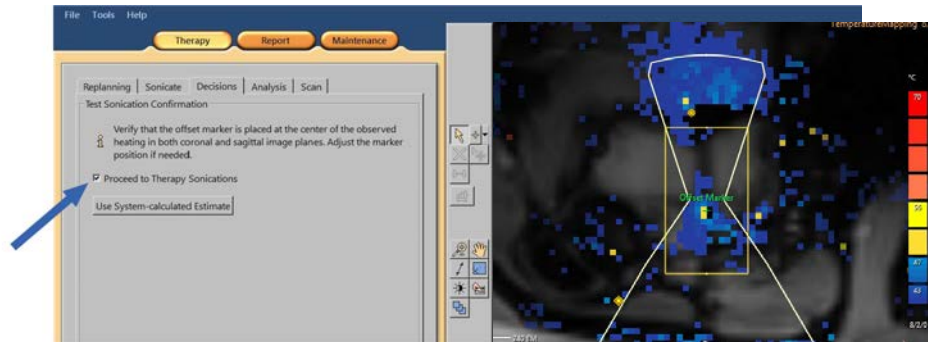 File Tools Help
Therapy Report Maintenance
TemperatureMapping
Replanning Sonicate Decisions Analysis Scan
Test Sonication Confirmation
Verify that the offset marker is placed at the center of the observed
heating in both coronal and sagittal image planes. Adjust the marker
position if needed.
Proceed to Therapy Sonications
Use System-calculated Estimate
Offset Marker
°C
70
56
47
43